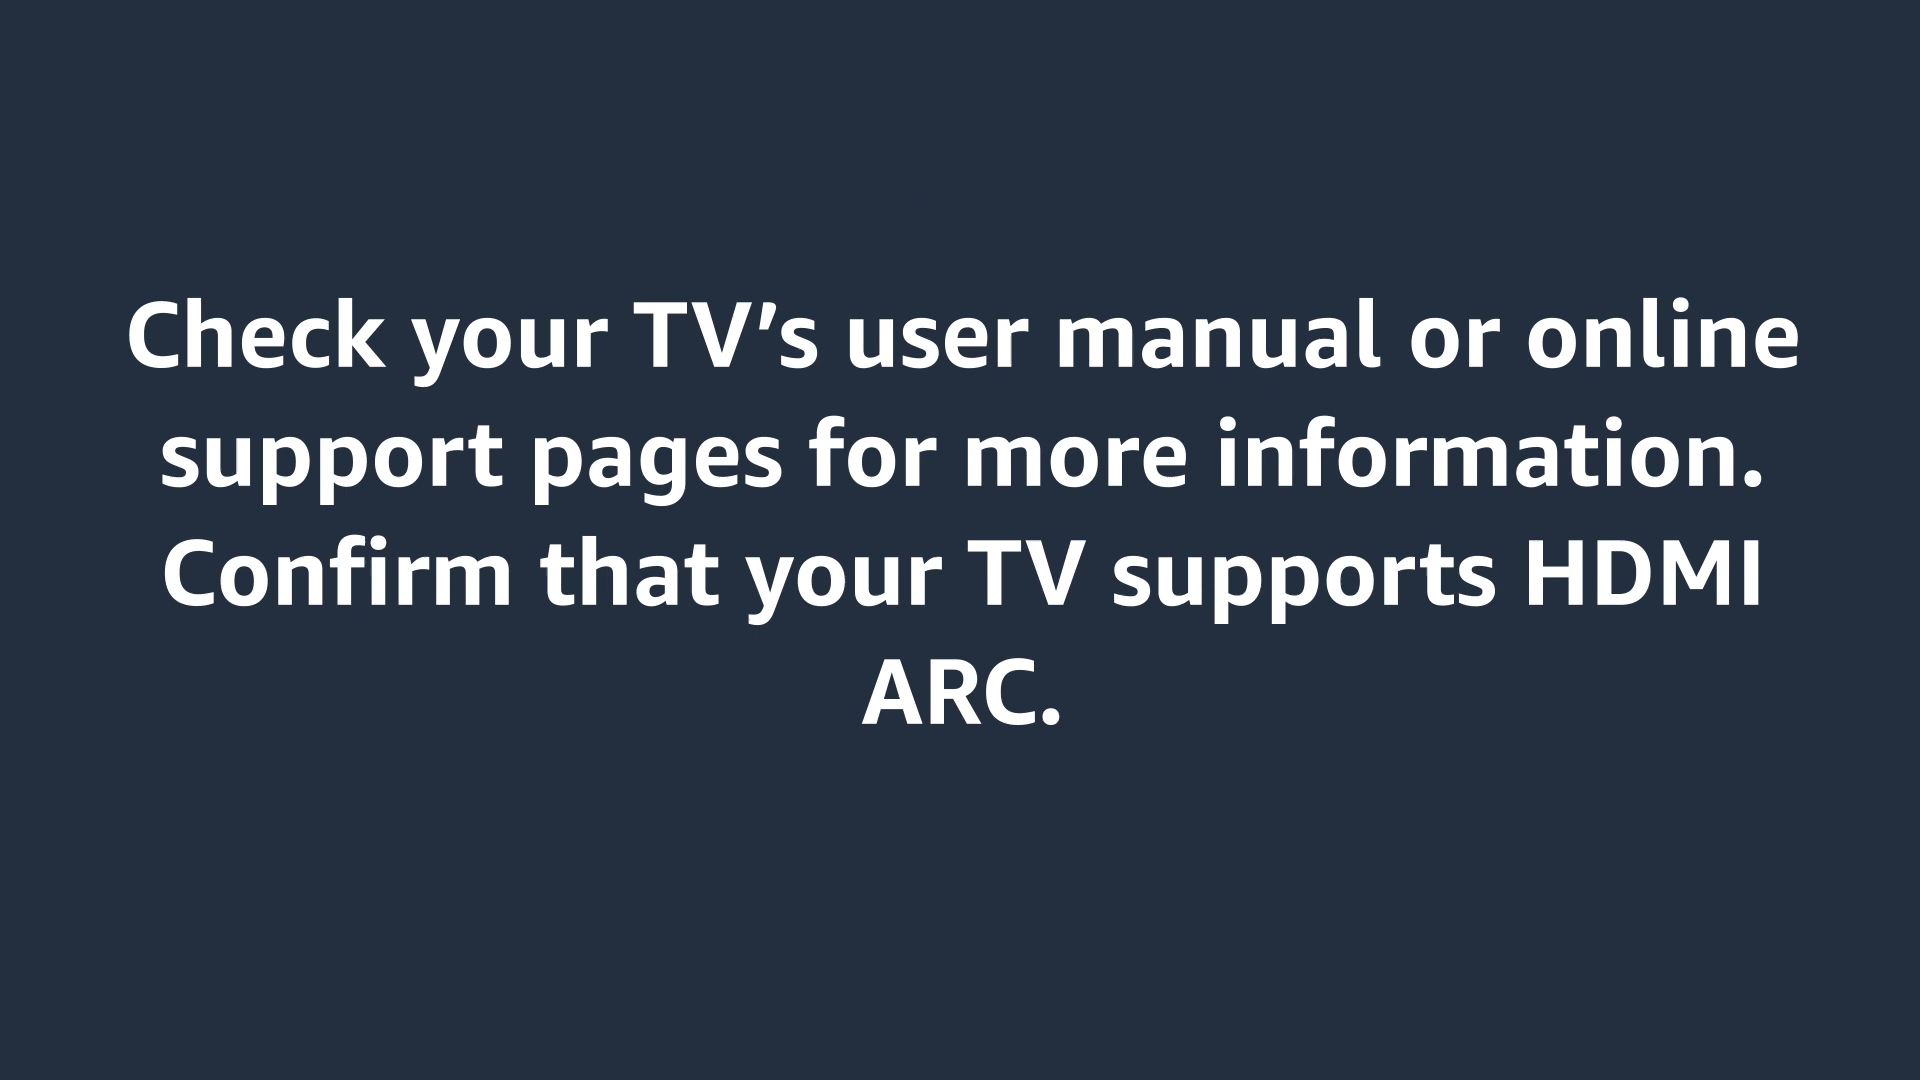 Check your TV’s user manual or online
support pages for more information.
Confirm that your TV supports HDMI
ARC.